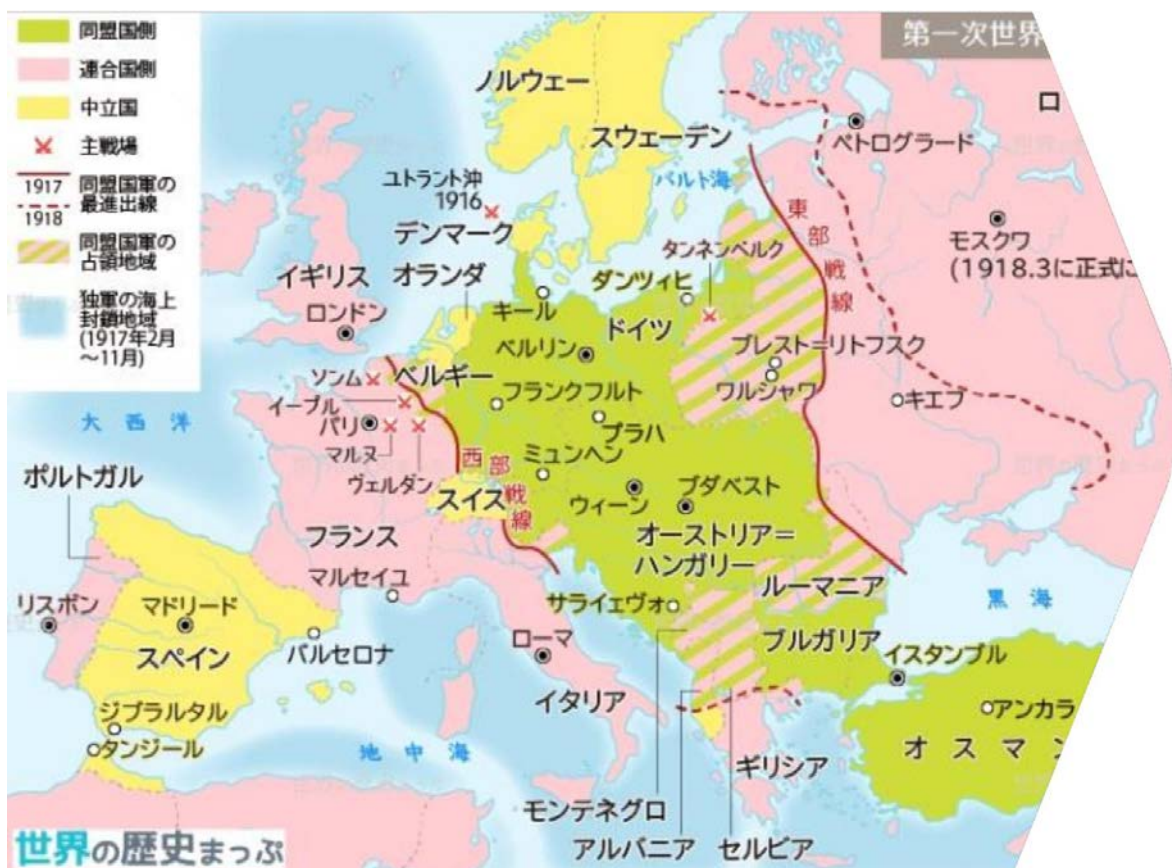 同盟国側
連合国側
中立国
主戦場
1917 同盟国軍の
1918 最進出線
同盟国軍の
占領地域
独軍の海上
封鎖地域
(1917年2月
～11月)
第一次世界
ノルウェー
スウェーデン
ロ
ペトログラード
バルト海
ユトラント沖
1916
デンマーク
東部戦線
モスクワ
(1918.3に正式に
タンネンベルク
イギリス
オランダ
ダンツィヒ
ロンドン
キール
ドイツ
ベルリン
ブレスト=リトフスク
ソンム
ベルギー
フランクフルト
ワルシャワ
キエフ
イープル
大西洋
パリ
プラハ
マルヌ
西部戦線
ミュンヘン
ポルトガル
ヴェルダン
スイス
ウィーン
ブダペスト
フランス
オーストリア=
ハンガリー
マルセイユ
ルーマニア
リスボン
マドリード
サライェヴォ
黒海
スペイン
バルセロナ
ローマ
ブルガリア
イスタンブル
イタリア
ジブラルタル
アンカラ
タンジール
地中海
オスマン
ギリシア
モンテネグロ
アルバニア
セルビア
世界の歴史まっぷ